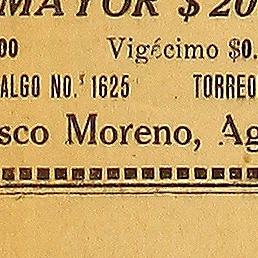 MAYOR $20
00 Vigécimo $0.
ALGO NO. 1625 TORREO
sco Moreno, Ag